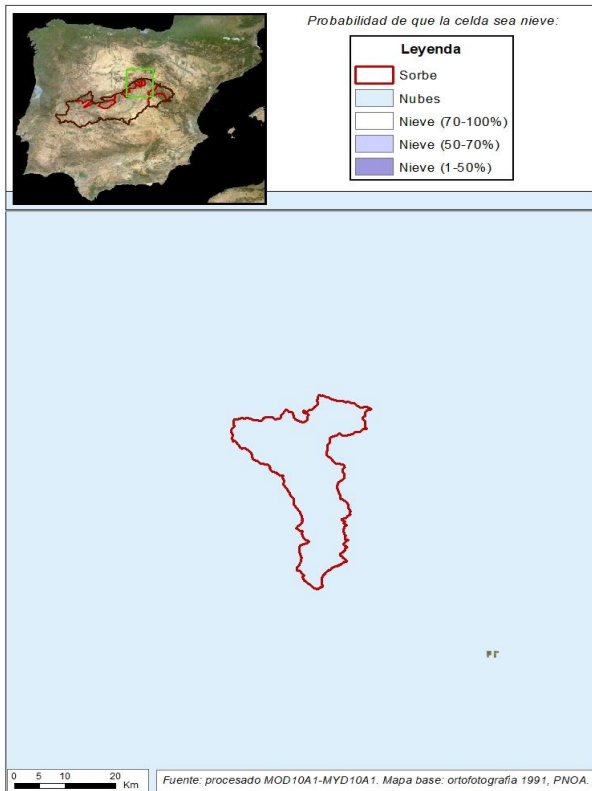 Probabilidad de que la celda sea nieve:
Leyenda
Sorbe
Nubes
Nieve (70-100%)
Nieve (50-70%)
Nieve (1-50%)
0 5 10 20
Km
Fuente: procesado MOD10A1-MYD10A1. Mapa base: ortofotografía 1991, PNOA.